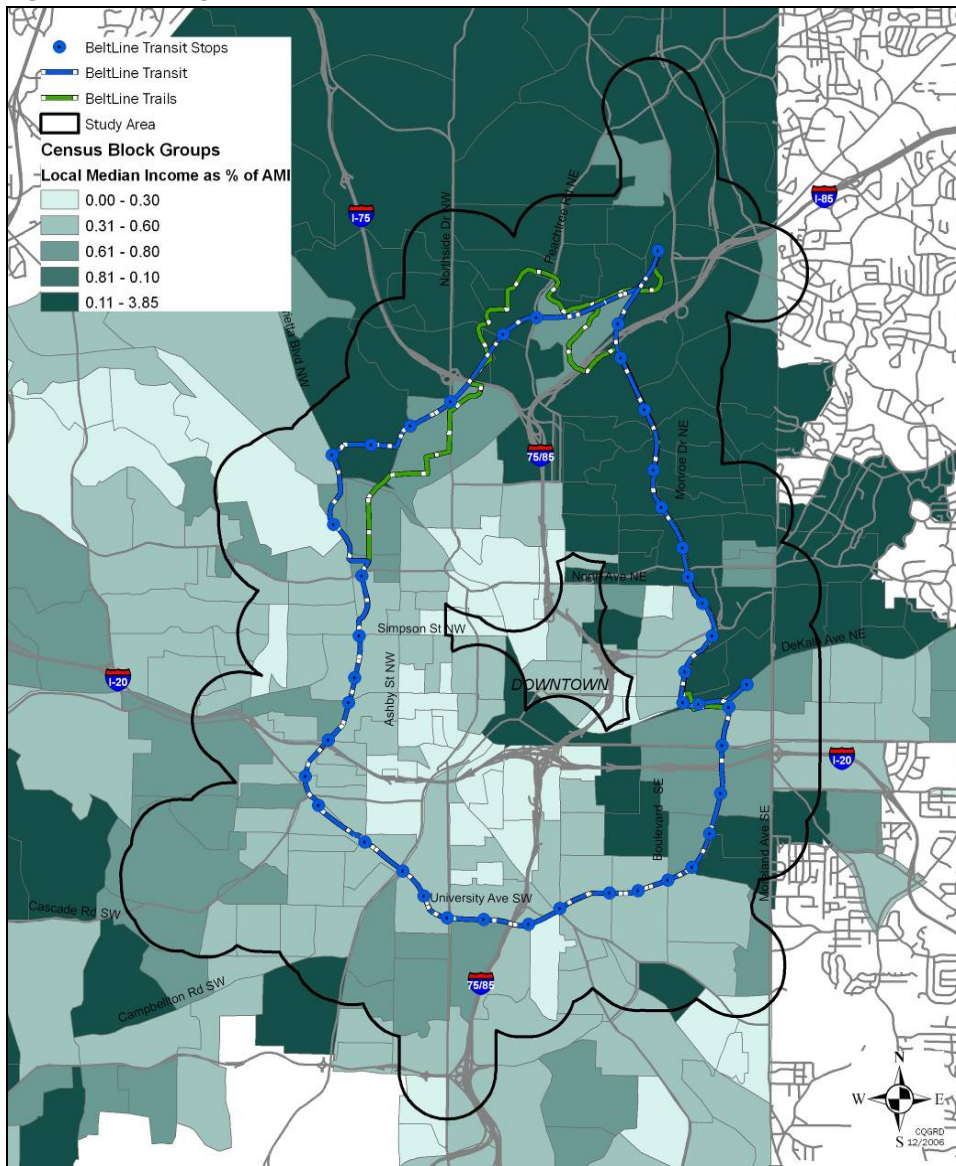 BeltLine Transit Stops
BeltLine Transit
BeltLine Trails
Study Area
Census Block Groups
Local Median Income as % of AMI
0.00 - 0.30
0.31 - 0.60
0.61 - 0.80
0.81 - 0.10
0.11 - 3.85
I-75
Northside Dr NW
Peachtree Rd NE
I-85
etta Blvd NW
75/85
Monroe Dr NE
North Ave NE
Simpson St NW
DeKalb Ave NE
I-20
Ashby St NW
DOWNTOWN
I-20
Boulevard SE
Moreland Ave SE
University Ave SW
Cascade Rd SW
75/85
Campbellton Rd SW
N
W E
S
CQGRD
12/2006